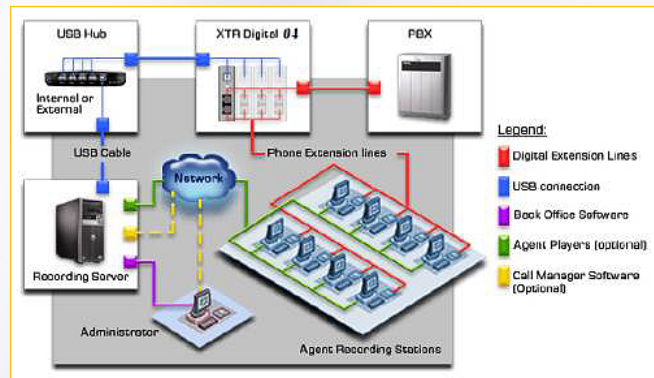 USB Hub
XTR Digital 04
PBX
Internal or
External
USB Cable
Phone Extension lines
Network
Recording Server
Administrator
Agent Recording Stations
Legend:
Digital Extension Lines
USB connection
Back Office Software
Agent Players (optional)
Call Manager Software
(Optional)